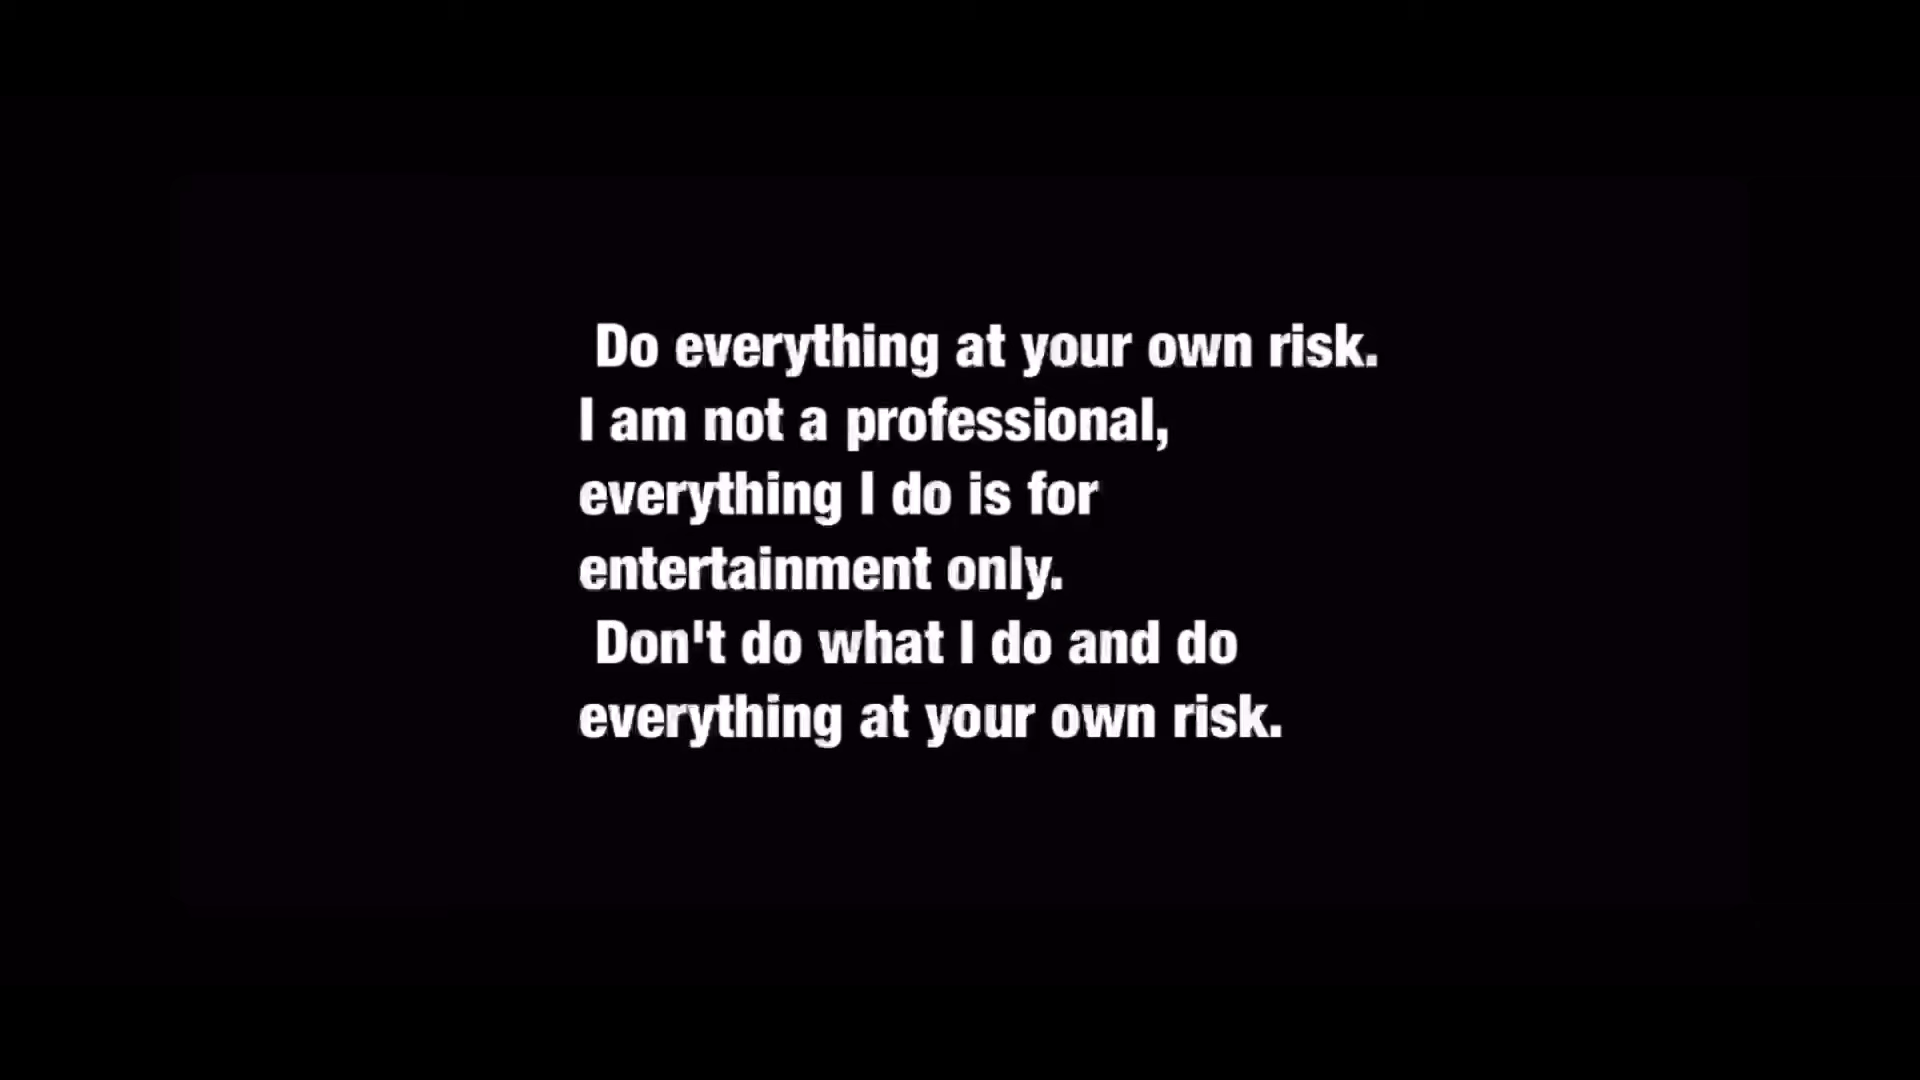 Do everything at your own risk.
I am not a professional,
everything I do is for
entertainment only.
Don't do what I do and do
everything at your own risk.